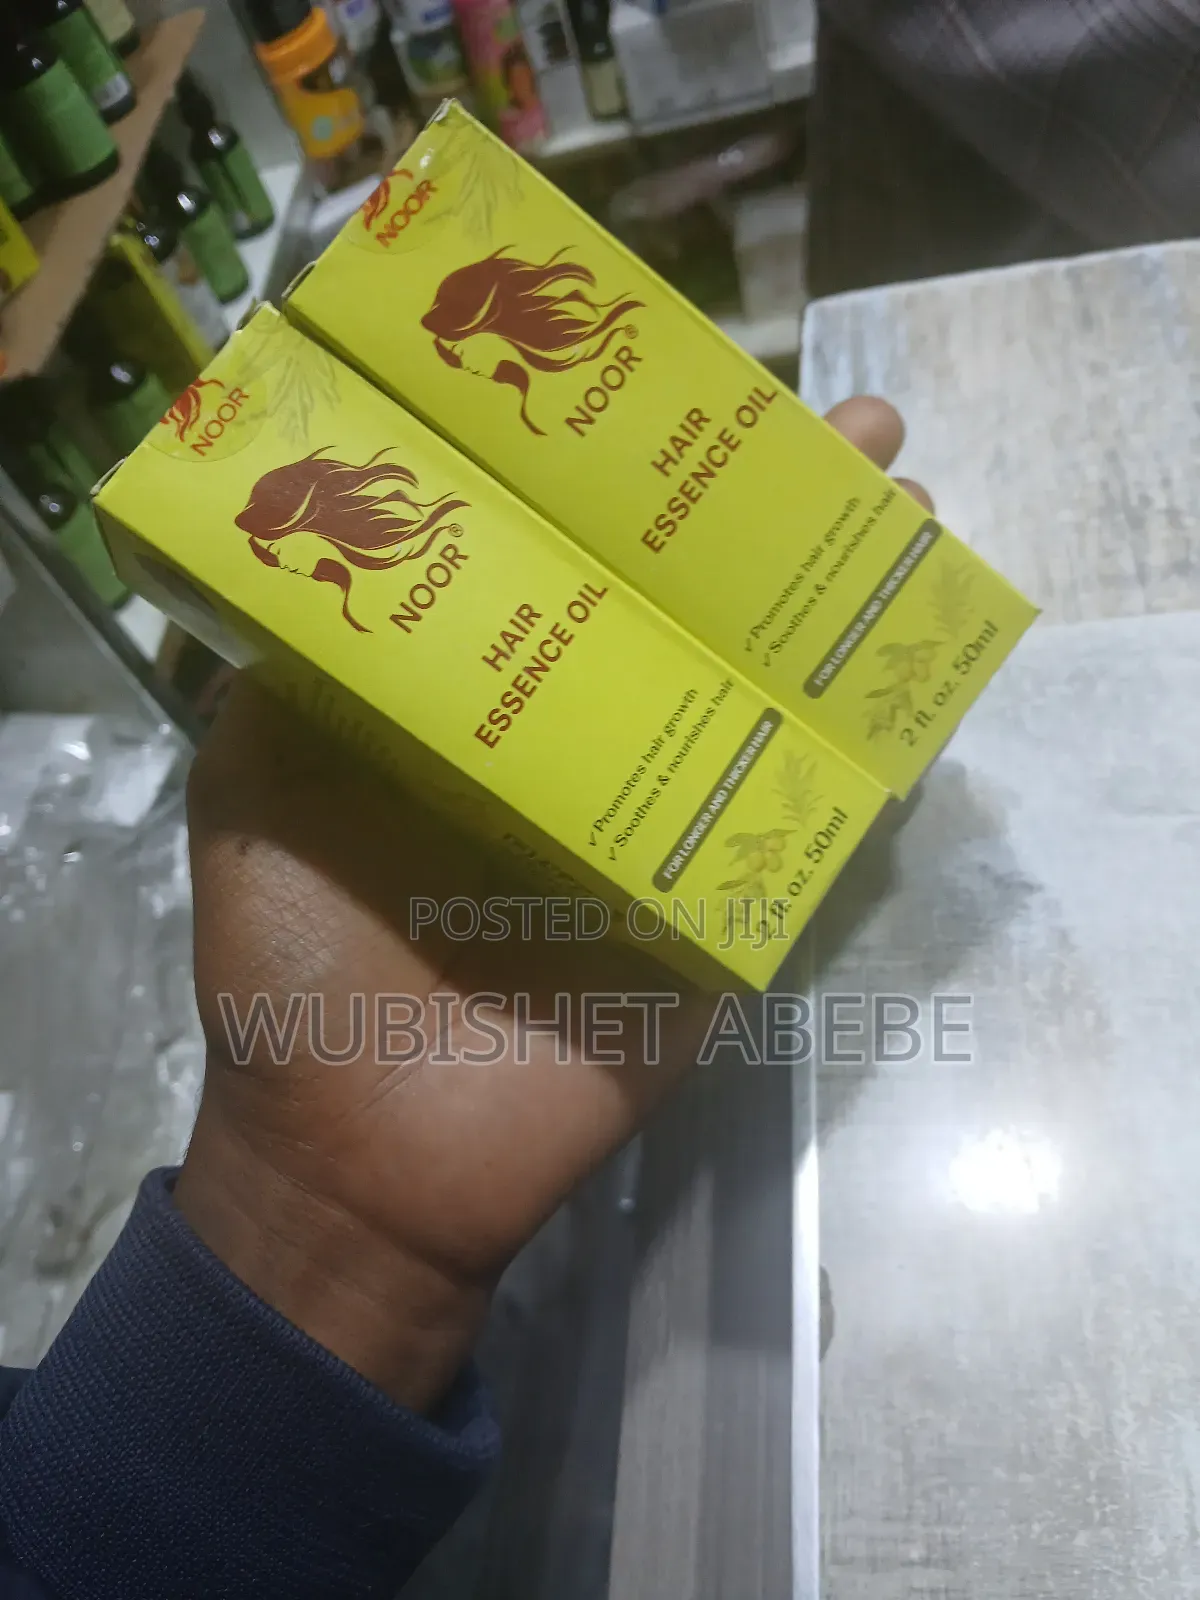 NOOR
NOOR®
HAIR
ESSENCE OIL
✓ Promotes hair growth
✓ Soothes & nourishes hair
FOR LONGER AND THICKER HAIR
2 fl. oz. 50ml
NOOR
NOOR®
HAIR
ESSENCE OIL
✓ Promotes hair growth
✓ Soothes & nourishes hair
FOR LONGER AND THICKER HAIR
2 fl. oz. 50ml
POSTED ON JIJI
WUBISHET ABEBE